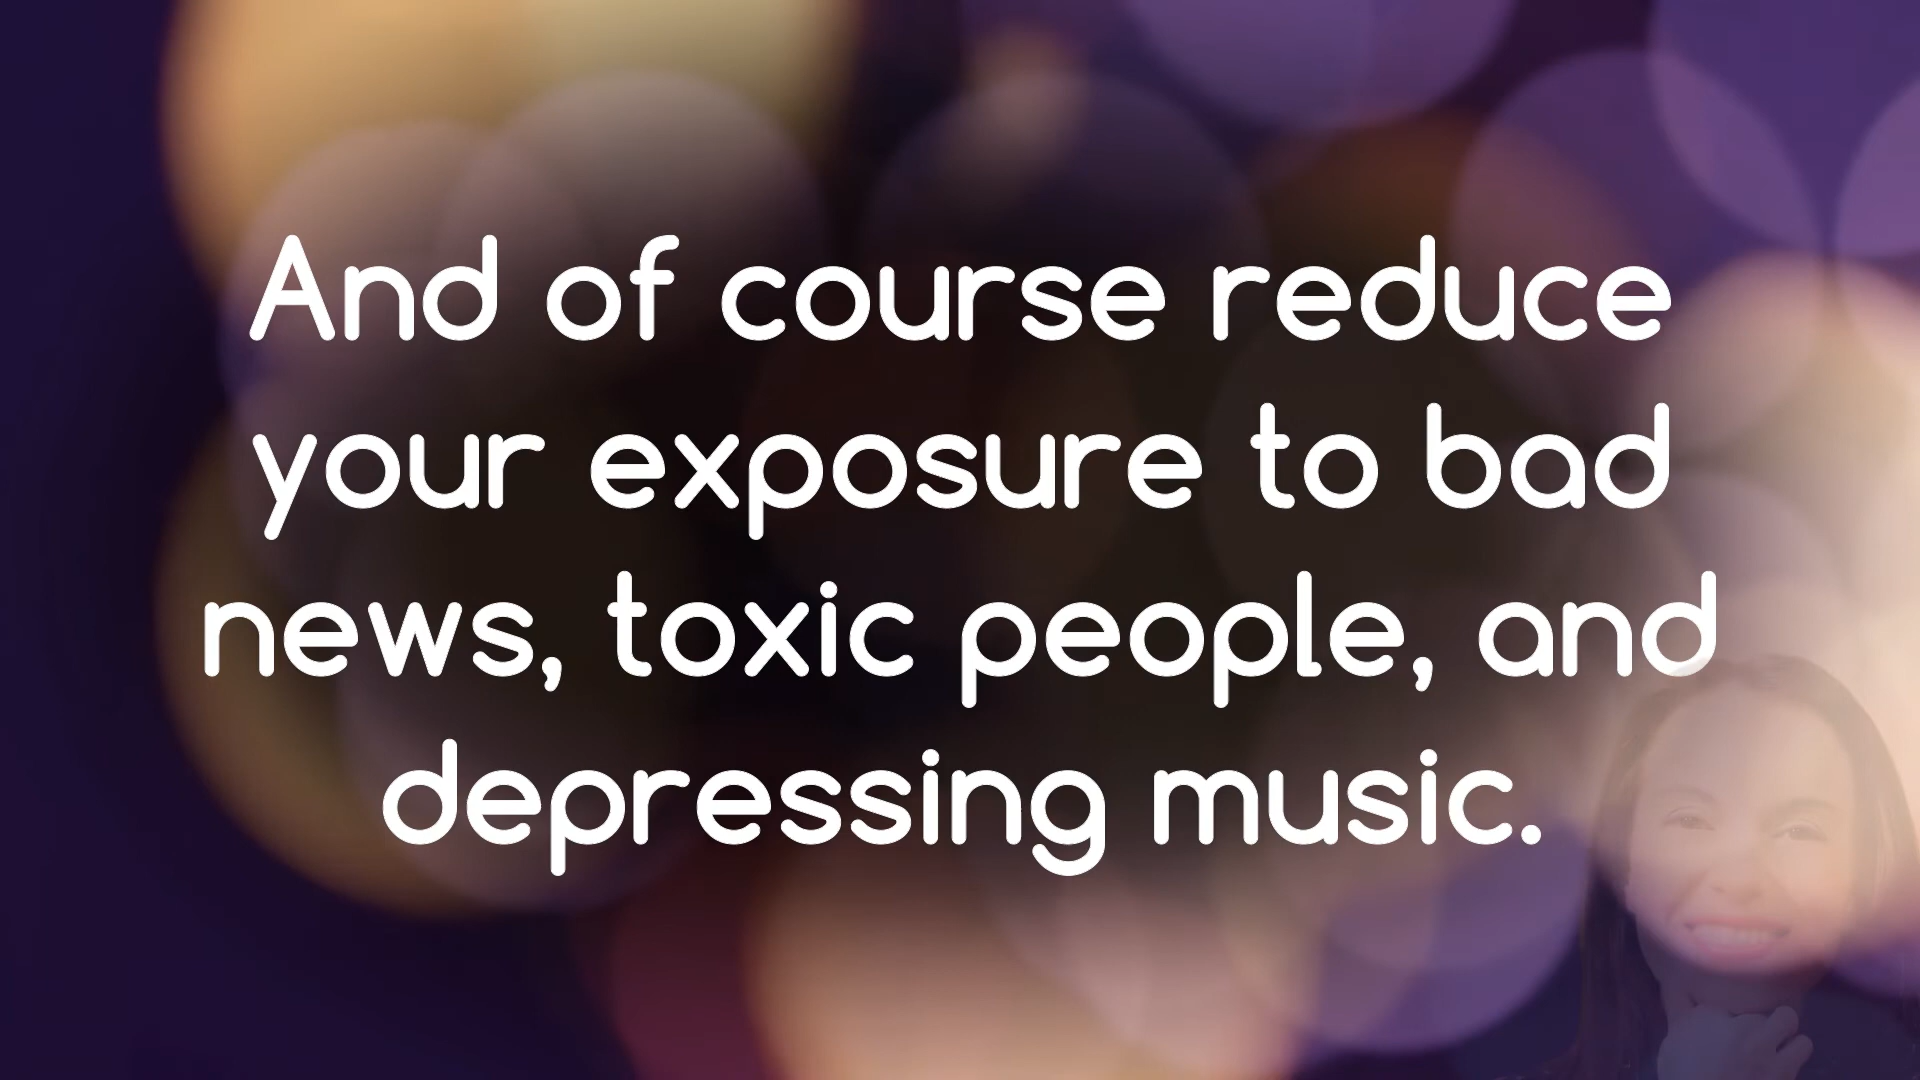 And of course reduce
your exposure to bad
news, toxic people, and
depressing music.